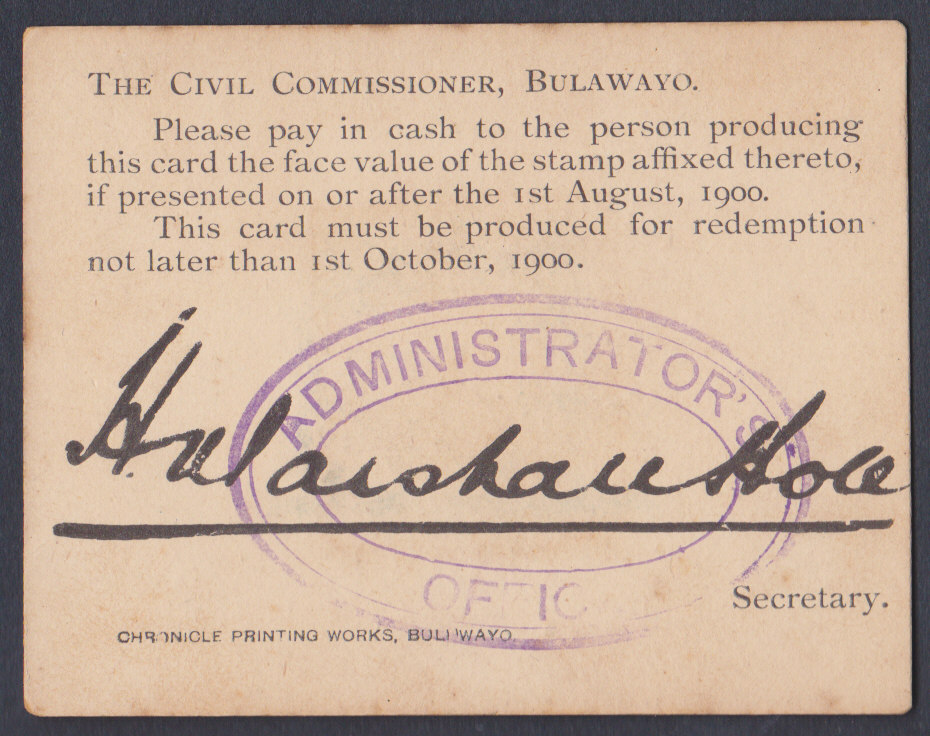 THE CIVIL COMMISSIONER, BULAWAYO.
Please pay in cash to the person producing
this card the face value of the stamp affixed thereto,
if presented on or after the 1st August, 1900.
This card must be produced for redemption
not later than 1st October, 1900.
ADMINISTRATOR'S
H. Marshall Hole
OFFIC
Secretary.
CHRONICLE PRINTING WORKS, BULAWAYO.